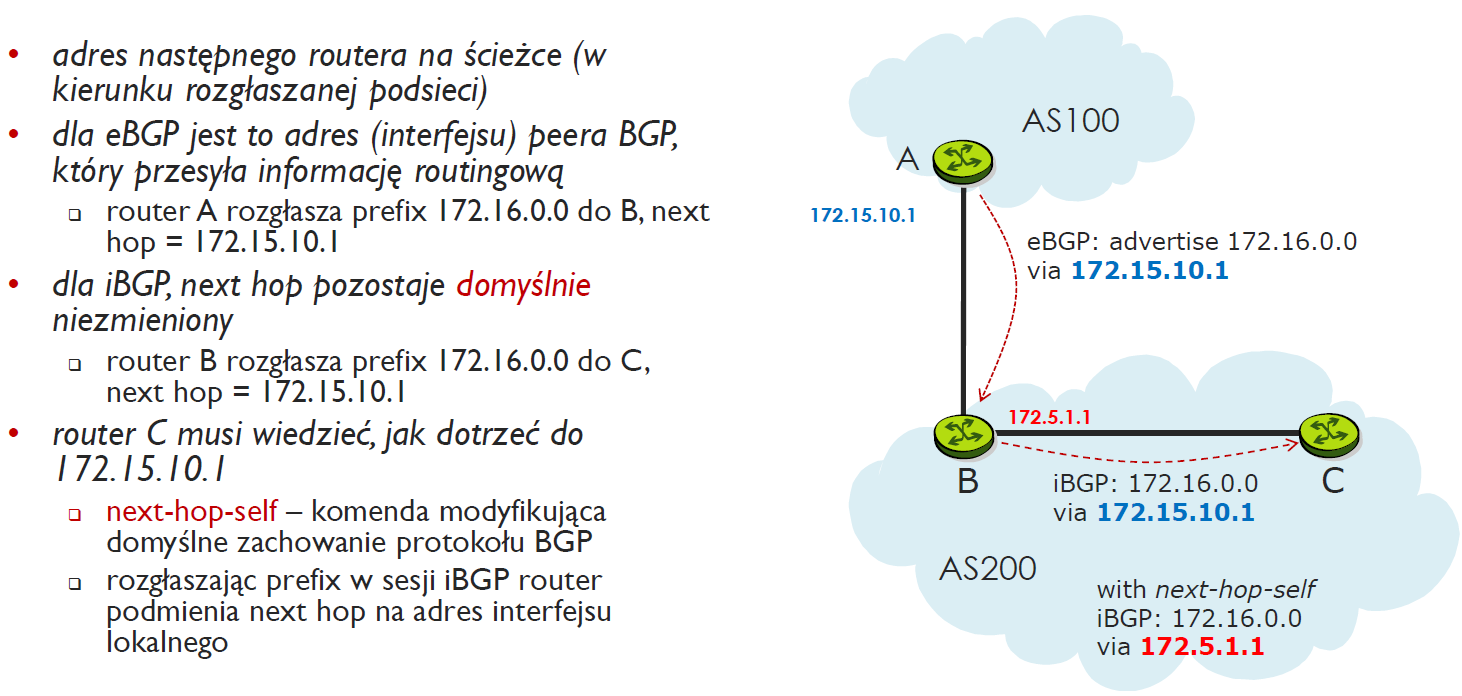 • adres następnego routera na ścieżce (w
kierunku rozgłaszanej podsieci)
• dla eBGP jest to adres (interfejsu) peera BGP,
który przesyła informację routingową
❑ router A rozgłasza prefix 172.16.0.0 do B, next
hop = 172.15.10.1
• dla iBGP, next hop pozostaje domyślnie
niezmieniony
❑ router B rozgłasza prefix 172.16.0.0 do C,
next hop = 172.15.10.1
• router C musi wiedzieć, jak dotrzeć do
172.15.10.1
❑ next-hop-self – komenda modyfikująca
domyślne zachowanie protokołu BGP
❑ rozgłaszając prefix w sesji iBGP router
podmienia next hop na adres interfejsu
lokalnego
AS100
A
172.15.10.1
eBGP: advertise 172.16.0.0
via 172.15.10.1
172.5.1.1
B
C
iBGP: 172.16.0.0
via 172.15.10.1
AS200
with next-hop-self
iBGP: 172.16.0.0
via 172.5.1.1